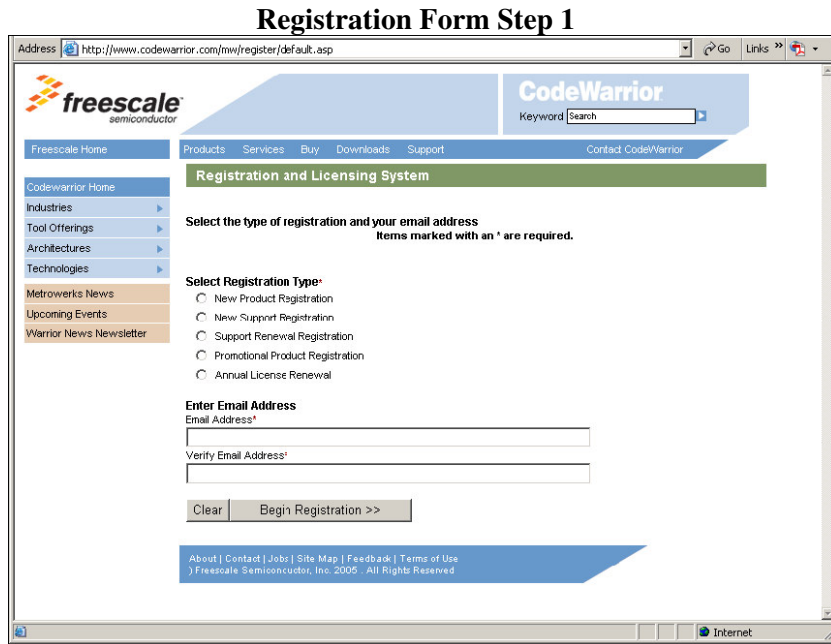 Registration Form Step 1
Address http://www.codewarrior.com/mw/register/default.asp Go Links »
freescale
semiconductor
CodeWarrior
Keyword Search
Freescale Home Products Services Buy Downloads Support Contact CodeWarrior
Registration and Licensing System
Codewarrior Home
Industries
Tool Offerings
Architectures
Technologies
Metrowerks News
Upcoming Events
Warrior News Newsletter
Select the type of registration and your email address
Items marked with an * are required.
Select Registration Type*
New Product Registration
New Support Registration
Support Renewal Registration
Promotional Product Registration
Annual License Renewal
Enter Email Address
Email Address*
Verify Email Address*
Clear Begin Registration >>
About | Contact | Jobs | Site Map | Feedback | Terms of Use
) Freescale Semiconductor, Inc. 2005 . All Rights Reserved
Internet